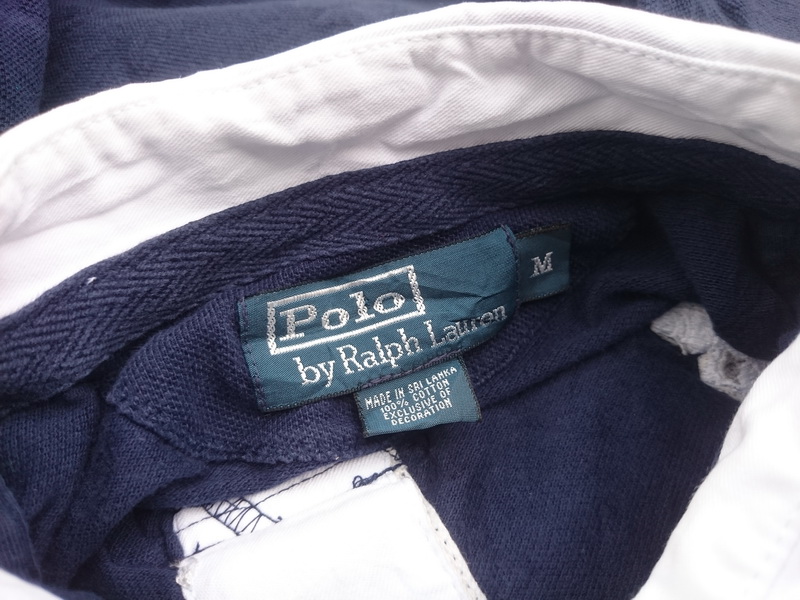 Polo
by Ralph Lauren
M
MADE IN SRI LANKA
100% COTTON
EXCLUSIVE OF
DECORATION